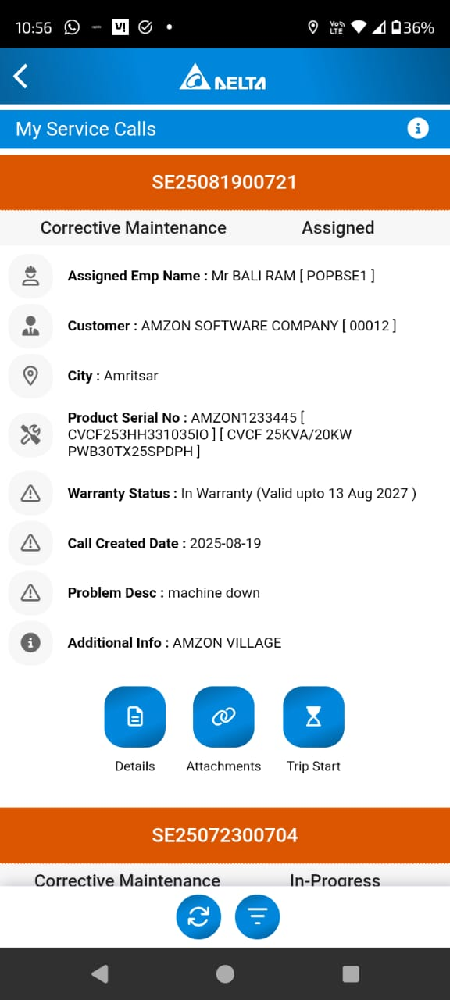 10:56
Vo))
LTE
36%
DELTA
My Service Calls
SE25081900721
Corrective Maintenance Assigned
Assigned Emp Name : Mr BALI RAM [ POPBSE1 ]
Customer : AMZON SOFTWARE COMPANY [ 00012 ]
City : Amritsar
Product Serial No : AMZON1233445 [
CVCF253HH331035IO ] [ CVCF 25KVA/20KW
PWB30TX25SPDPH ]
Warranty Status : In Warranty (Valid upto 13 Aug 2027 )
Call Created Date : 2025-08-19
Problem Desc : machine down
Additional Info : AMZON VILLAGE
Details Attachments Trip Start
SE25072300704
Corrective Maintenance In-Progress